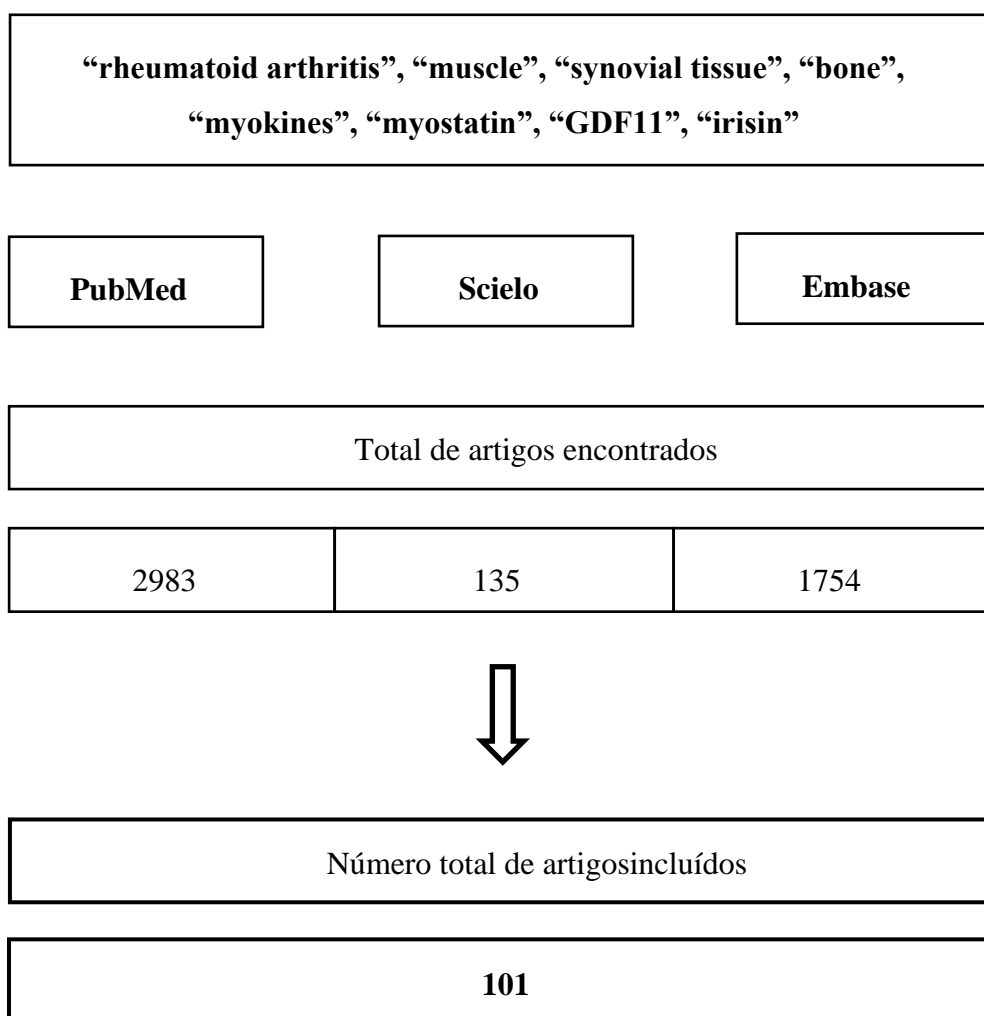 “rheumatoid arthritis”, “muscle”, “synovial tissue”, “bone”,
“myokines”, “myostatin”, “GDF11”, “irisin”
PubMed
Scielo
Embase
Total de artigos encontrados
2983
135
1754
Número total de artigosincluídos
101